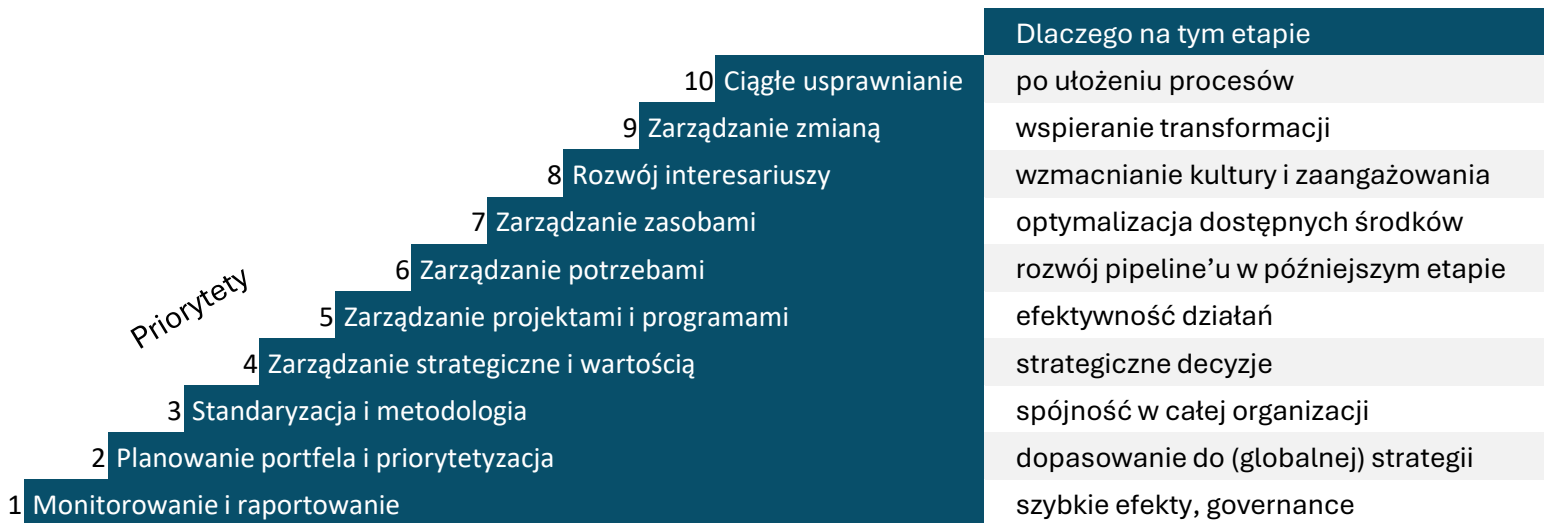 Dlaczego na tym etapie
10 Ciągłe usprawnianie po ułożeniu procesów
9 Zarządzanie zmianą wspieranie transformacji
8 Rozwój interesariuszy wzmacnianie kultury i zaangażowania
7 Zarządzanie zasobami optymalizacja dostępnych środków
6 Zarządzanie potrzebami rozwój pipeline’u w późniejszym etapie
Priorytety
5 Zarządzanie projektami i programami efektywność działań
4 Zarządzanie strategiczne i wartością strategiczne decyzje
3 Standaryzacja i metodologia spójność w całej organizacji
2 Planowanie portfela i priorytetyzacja dopasowanie do (globalnej) strategii
1 Monitorowanie i raportowanie szybkie efekty, governance